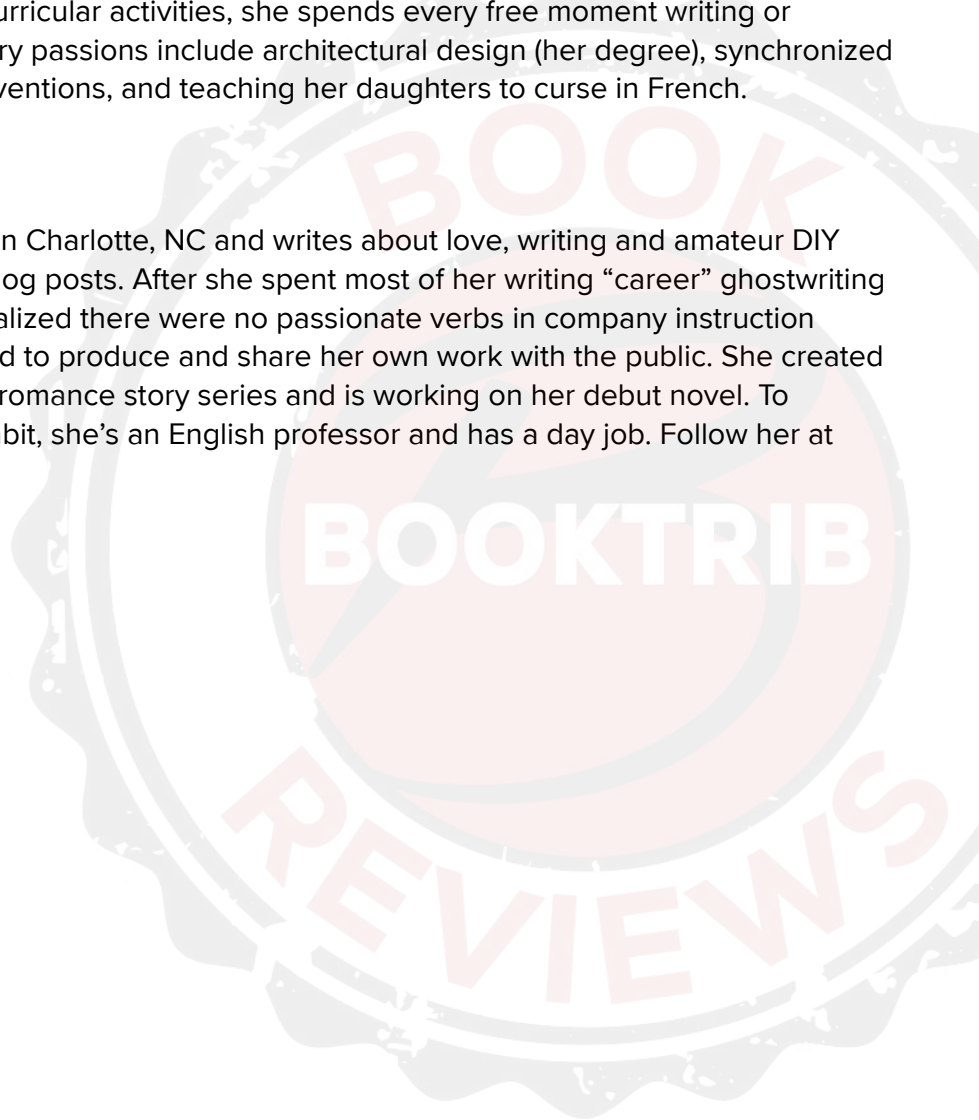 urricular activities, she spends every free moment writing or
ry passions include architectural design (her degree), synchronized
ventions, and teaching her daughters to curse in French.
n Charlotte, NC and writes about love, writing and amateur DIY
og posts. After she spent most of her writing “career” ghostwriting
alized there were no passionate verbs in company instruction
d to produce and share her own work with the public. She created
romance story series and is working on her debut novel. To
bit, she’s an English professor and has a day job. Follow her at
BOOK
BOOKTRIB
REVIEWS